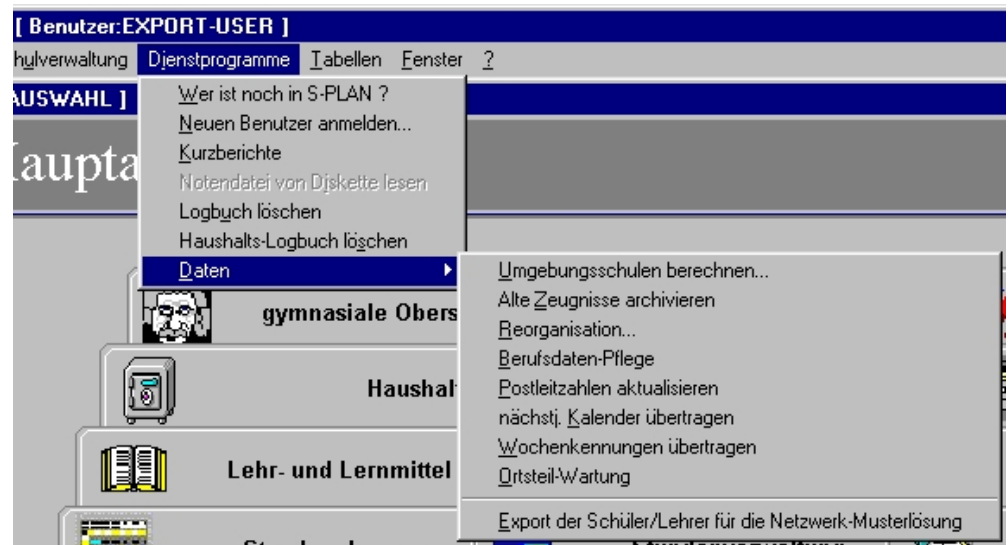 [ Benutzer:EXPORT-USER ]
hulverwaltung Dienstprogramme Tabellen Fenster ?
AUSWAHL ]
Wer ist noch in S-PLAN ?
Neuen Benutzer anmelden...
Kurzberichte
Notendatei von Diskette lesen
Logbuch löschen
Haushalts-Logbuch löschen
Daten
Umgebungsschulen berechnen...
Alte Zeugnisse archivieren
Reorganisation...
Berufsdaten-Pflege
Postleitzahlen aktualisieren
nächstj. Kalender übertragen
Wochenkennungen übertragen
Ortsteil-Wartung
Export der Schüler/Lehrer für die Netzwerk-Musterlösung
Haupta
gymnasiale Obers
Haushal
Lehr- und Lernmittel